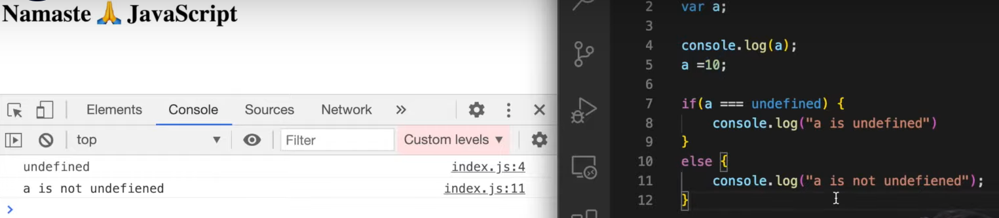 Namaste 🙏 JavaScript
Elements Console Sources Network »
top Filter Custom levels ▼
undefined index.js:4
a is not undefiened index.js:11
>
2 var a;
3
4 console.log(a);
5 a =10;
6
7 if(a === undefined) {
8 console.log("a is undefined")
9 }
10 else {
11 console.log("a is not undefiened");
12 }